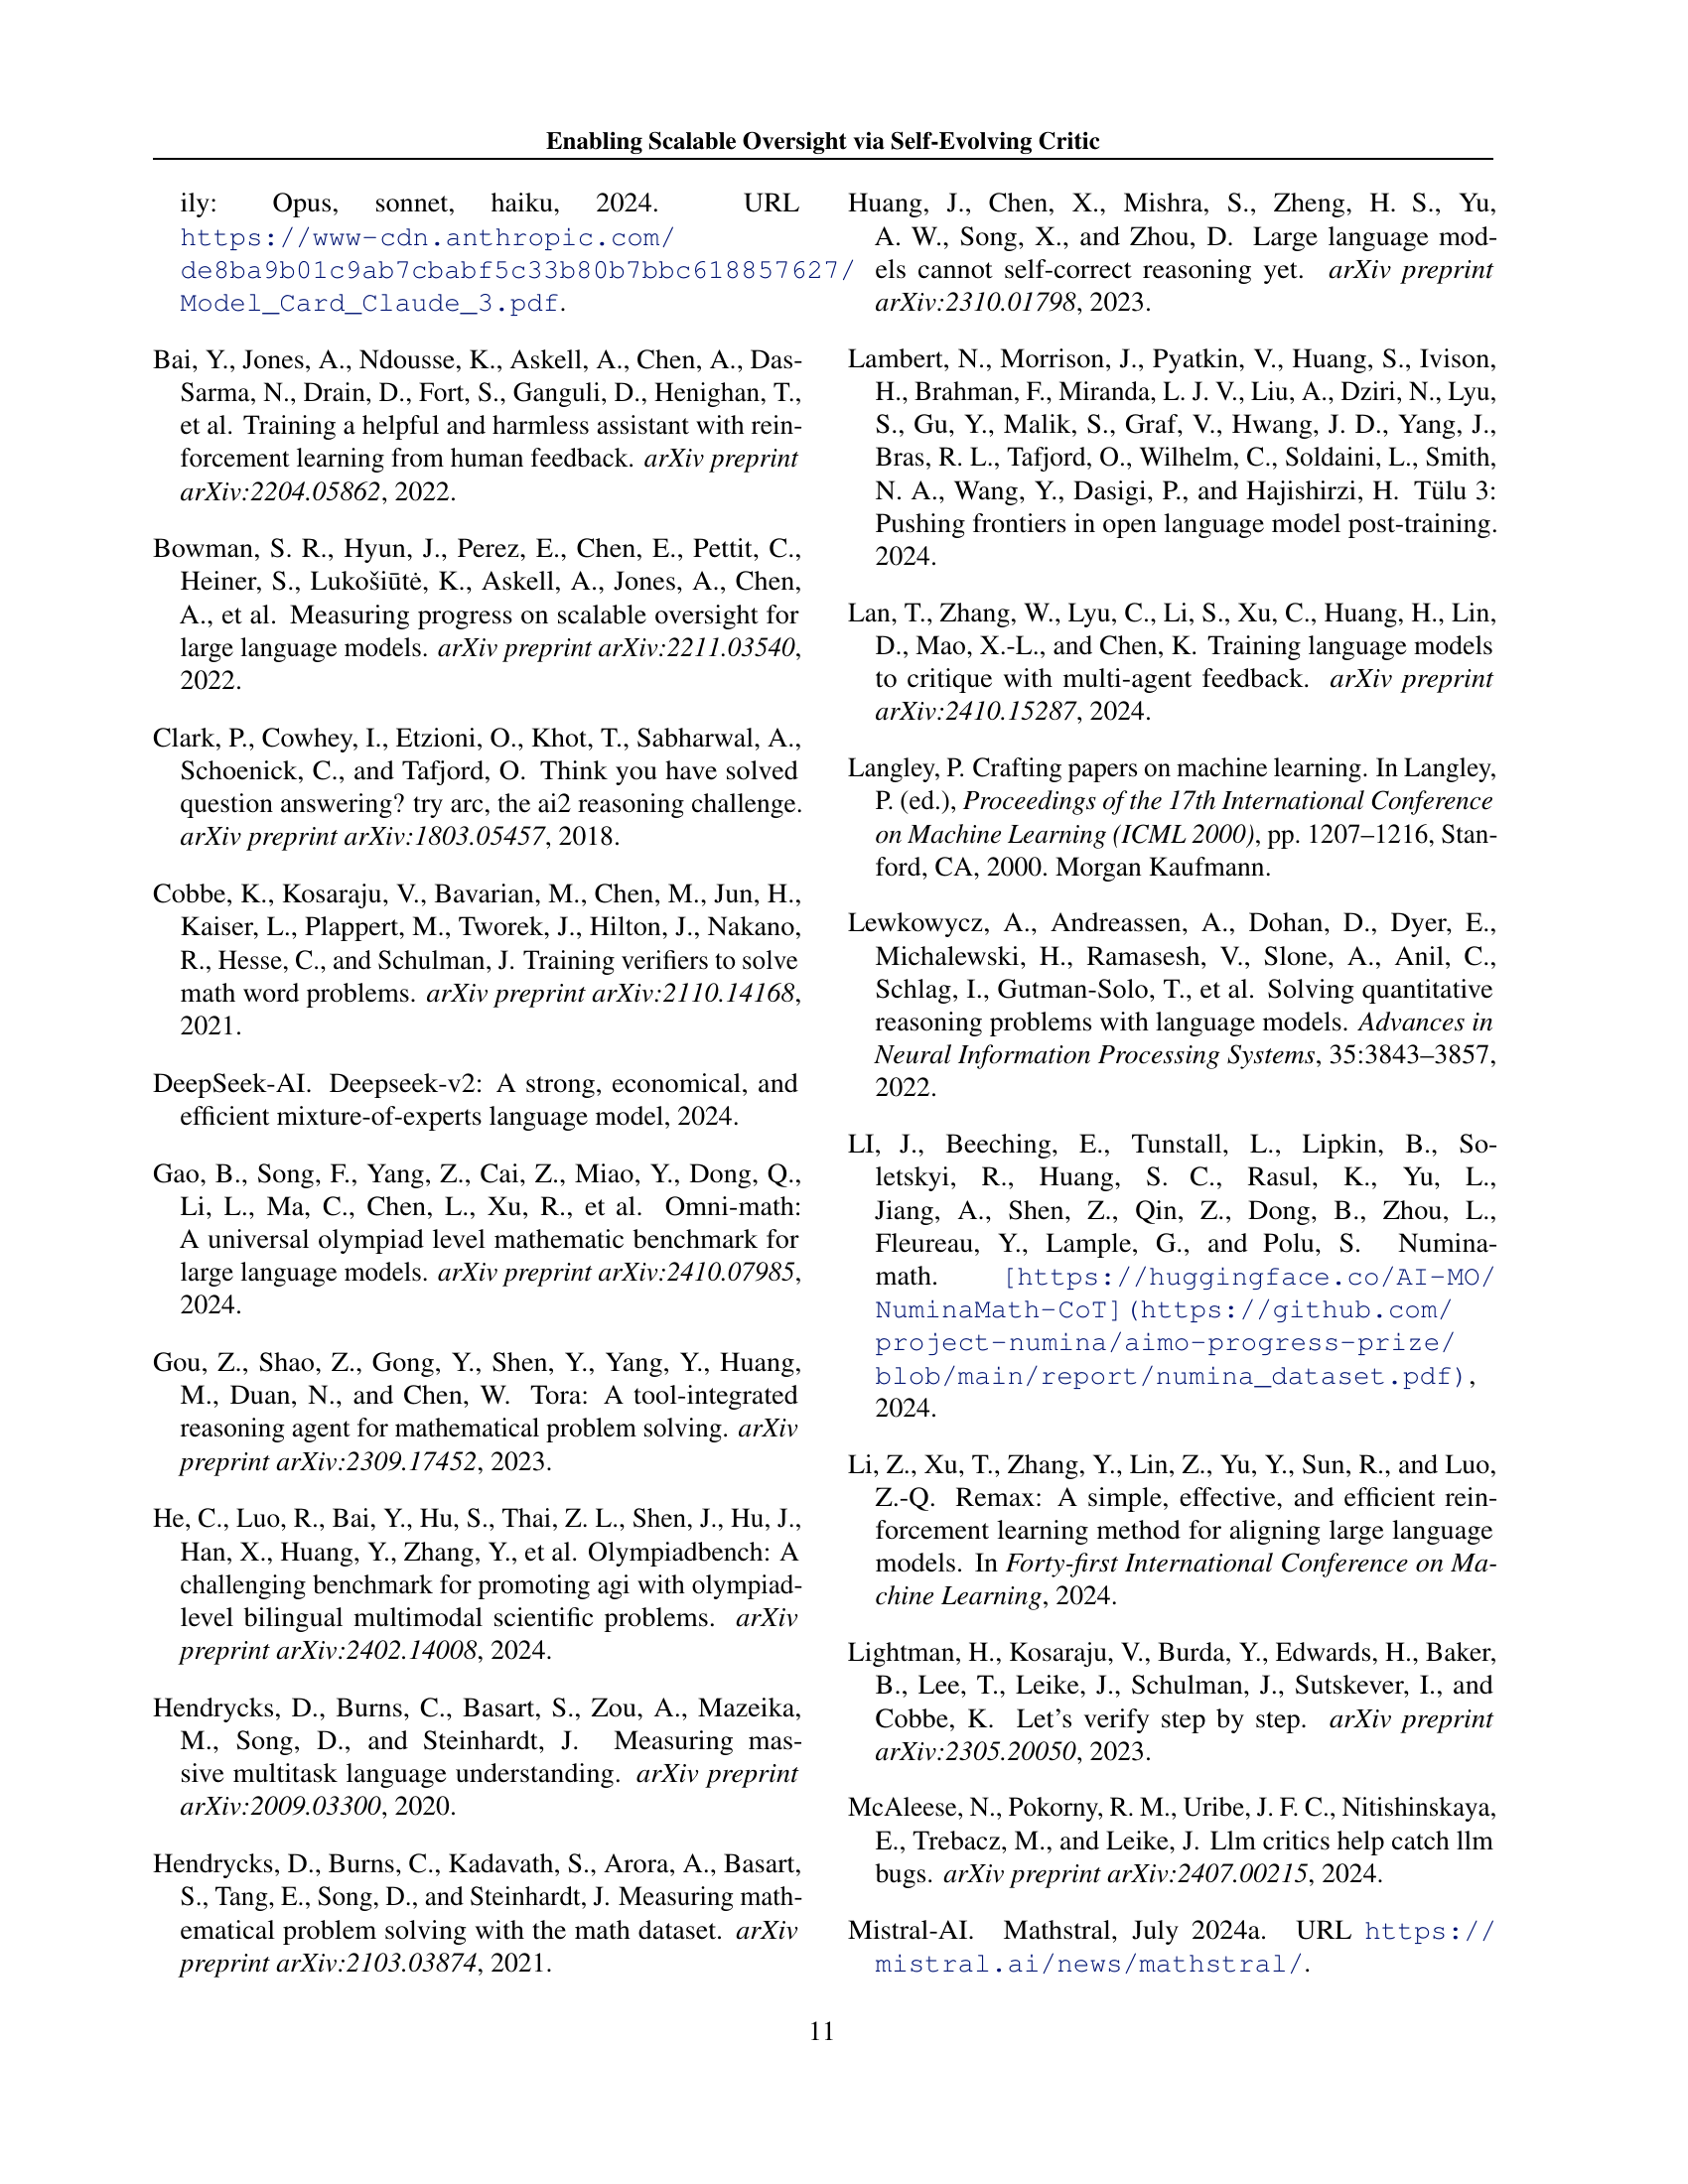 Enabling Scalable Oversight via Self-Evolving Critic
ily: Opus, sonnet, haiku, 2024. URL
https://www-cdn.anthropic.com/
de8ba9b01c9ab7cbabf5c33b80b7bbc618857627/
Model_Card_Claude_3.pdf.
Bai, Y., Jones, A., Ndousse, K., Askell, A., Chen, A., Das-
Sarma, N., Drain, D., Fort, S., Ganguli, D., Henighan, T.,
et al. Training a helpful and harmless assistant with rein-
forcement learning from human feedback. arXiv preprint
arXiv:2204.05862, 2022.
Bowman, S. R., Hyun, J., Perez, E., Chen, E., Pettit, C.,
Heiner, S., Lukošiūtė, K., Askell, A., Jones, A., Chen,
A., et al. Measuring progress on scalable oversight for
large language models. arXiv preprint arXiv:2211.03540,
2022.
Clark, P., Cowhey, I., Etzioni, O., Khot, T., Sabharwal, A.,
Schoenick, C., and Tafjord, O. Think you have solved
question answering? try arc, the ai2 reasoning challenge.
arXiv preprint arXiv:1803.05457, 2018.
Cobbe, K., Kosaraju, V., Bavarian, M., Chen, M., Jun, H.,
Kaiser, L., Plappert, M., Tworek, J., Hilton, J., Nakano,
R., Hesse, C., and Schulman, J. Training verifiers to solve
math word problems. arXiv preprint arXiv:2110.14168,
2021.
DeepSeek-AI. Deepseek-v2: A strong, economical, and
efficient mixture-of-experts language model, 2024.
Gao, B., Song, F., Yang, Z., Cai, Z., Miao, Y., Dong, Q.,
Li, L., Ma, C., Chen, L., Xu, R., et al. Omni-math:
A universal olympiad level mathematic benchmark for
large language models. arXiv preprint arXiv:2410.07985,
2024.
Gou, Z., Shao, Z., Gong, Y., Shen, Y., Yang, Y., Huang,
M., Duan, N., and Chen, W. Tora: A tool-integrated
reasoning agent for mathematical problem solving. arXiv
preprint arXiv:2309.17452, 2023.
He, C., Luo, R., Bai, Y., Hu, S., Thai, Z. L., Shen, J., Hu, J.,
Han, X., Huang, Y., Zhang, Y., et al. Olympiadbench: A
challenging benchmark for promoting agi with olympiad-
level bilingual multimodal scientific problems. arXiv
preprint arXiv:2402.14008, 2024.
Hendrycks, D., Burns, C., Basart, S., Zou, A., Mazeika,
M., Song, D., and Steinhardt, J. Measuring mas-
sive multitask language understanding. arXiv preprint
arXiv:2009.03300, 2020.
Hendrycks, D., Burns, C., Kadavath, S., Arora, A., Basart,
S., Tang, E., Song, D., and Steinhardt, J. Measuring math-
ematical problem solving with the math dataset. arXiv
preprint arXiv:2103.03874, 2021.
Huang, J., Chen, X., Mishra, S., Zheng, H. S., Yu,
A. W., Song, X., and Zhou, D. Large language mod-
els cannot self-correct reasoning yet. arXiv preprint
arXiv:2310.01798, 2023.
Lambert, N., Morrison, J., Pyatkin, V., Huang, S., Ivison,
H., Brahman, F., Miranda, L. J. V., Liu, A., Dziri, N., Lyu,
S., Gu, Y., Malik, S., Graf, V., Hwang, J. D., Yang, J.,
Bras, R. L., Tafjord, O., Wilhelm, C., Soldaini, L., Smith,
N. A., Wang, Y., Dasigi, P., and Hajishirzi, H. Tülu 3:
Pushing frontiers in open language model post-training.
2024.
Lan, T., Zhang, W., Lyu, C., Li, S., Xu, C., Huang, H., Lin,
D., Mao, X.-L., and Chen, K. Training language models
to critique with multi-agent feedback. arXiv preprint
arXiv:2410.15287, 2024.
Langley, P. Crafting papers on machine learning. In Langley,
P. (ed.), Proceedings of the 17th International Conference
on Machine Learning (ICML 2000), pp. 1207–1216, Stan-
ford, CA, 2000. Morgan Kaufmann.
Lewkowycz, A., Andreassen, A., Dohan, D., Dyer, E.,
Michalewski, H., Ramasesh, V., Slone, A., Anil, C.,
Schlag, I., Gutman-Solo, T., et al. Solving quantitative
reasoning problems with language models. Advances in
Neural Information Processing Systems, 35:3843–3857,
2022.
LI, J., Beeching, E., Tunstall, L., Lipkin, B., So-
letskyi, R., Huang, S. C., Rasul, K., Yu, L.,
Jiang, A., Shen, Z., Qin, Z., Dong, B., Zhou, L.,
Fleureau, Y., Lample, G., and Polu, S. Numina-
math. [https://huggingface.co/AI-MO/
NuminaMath-CoT](https://github.com/
project-numina/aimo-progress-prize/
blob/main/report/numina_dataset.pdf),
2024.
Li, Z., Xu, T., Zhang, Y., Lin, Z., Yu, Y., Sun, R., and Luo,
Z.-Q. Remax: A simple, effective, and efficient rein-
forcement learning method for aligning large language
models. In Forty-first International Conference on Ma-
chine Learning, 2024.
Lightman, H., Kosaraju, V., Burda, Y., Edwards, H., Baker,
B., Lee, T., Leike, J., Schulman, J., Sutskever, I., and
Cobbe, K. Let's verify step by step. arXiv preprint
arXiv:2305.20050, 2023.
McAleese, N., Pokorny, R. M., Uribe, J. F. C., Nitishinskaya,
E., Trebacz, M., and Leike, J. Llm critics help catch llm
bugs. arXiv preprint arXiv:2407.00215, 2024.
Mistral-AI. Mathstral, July 2024a. URL https://
mistral.ai/news/mathstral/.
11